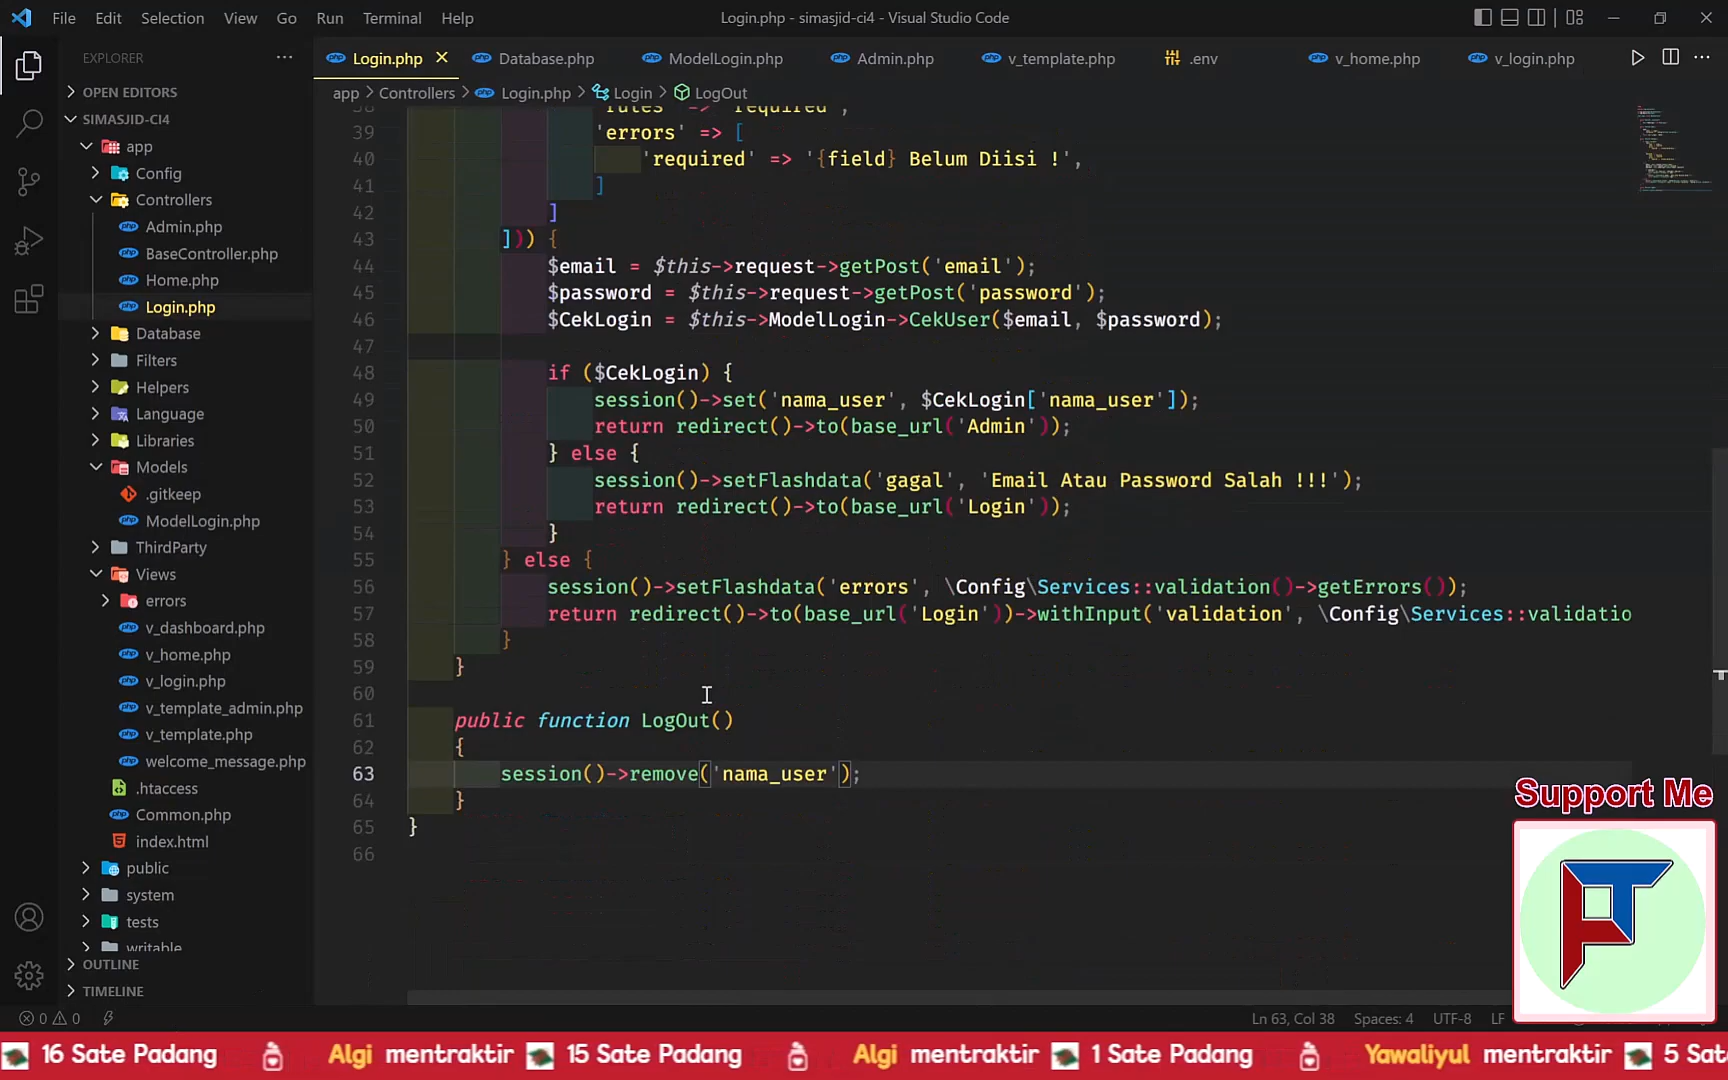 File Edit Selection View Go Run Terminal Help
Login.php - simasjid-ci4 - Visual Studio Code
EXPLORER
Login.php Database.php ModelLogin.php Admin.php v_template.php .env v_home.php v_login.php
OPEN EDITORS
app > Controllers > Login.php > Login > LogOut
SIMASJID-CI4
app
Config
Controllers
Admin.php
BaseController.php
Home.php
Login.php
Database
Filters
Helpers
Language
Libraries
Models
.gitkeep
ModelLogin.php
ThirdParty
Views
errors
v_dashboard.php
v_home.php
v_login.php
v_template_admin.php
v_template.php
welcome_message.php
.htaccess
Common.php
index.html
public
system
tests
writable
OUTLINE
TIMELINE
38 'rules' => 'required',
39 'errors' => [
40 'required' => '{field} Belum Diisi !',
41 ]
42 ]
43 ])) {
44 $email = $this->request->getPost('email');
45 $password = $this->request->getPost('password');
46 $CekLogin = $this->ModelLogin->CekUser($email, $password);
47
48 if ($CekLogin) {
49 session()->set('nama_user', $CekLogin['nama_user']);
50 return redirect()->to(base_url('Admin'));
51 } else {
52 session()->setFlashdata('gagal', 'Email Atau Password Salah !!!');
53 return redirect()->to(base_url('Login'));
54 }
55 } else {
56 session()->setFlashdata('errors', \Config\Services::validation()->getErrors());
57 return redirect()->to(base_url('Login'))->withInput('validation', \Config\Services::validatio
58 }
59 }
60
61 public function LogOut()
62 {
63 session()->remove('nama_user');
64 }
65 }
66
Support Me
0 0
Ln 63, Col 38 Spaces: 4 UTF-8 LF
16 Sate Padang Algi mentraktir 15 Sate Padang Algi mentraktir 1 Sate Padang Yawaliyul mentraktir 5 Sat